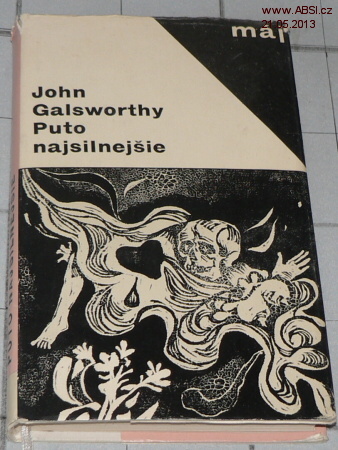 www.ABSI.cz
21.05.2013
máj
John
Galsworthy
Puto
najsilnejšie